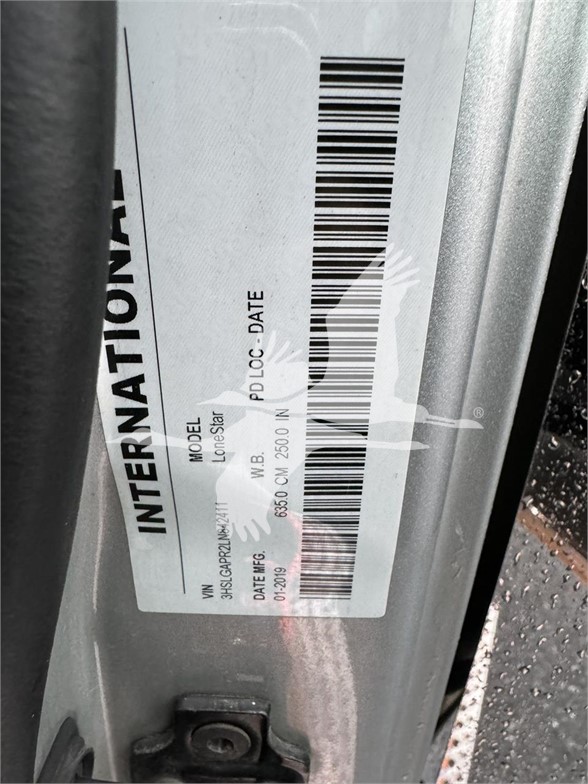 INTERNATIONAL
VIN MODEL
LoneStar
DATE MFG. W.B. PD LOC - DATE
01-2019 635.0 CM 250.0 IN
®